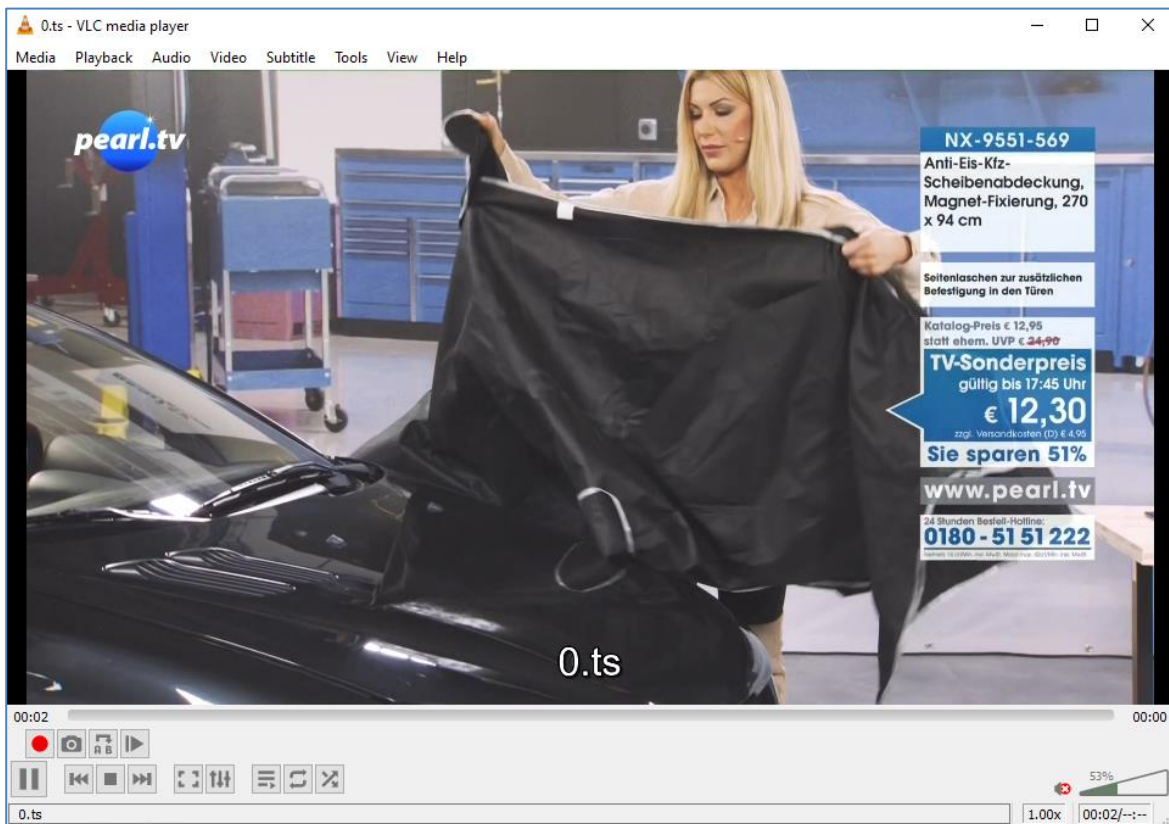 0.ts - VLC media player
Media Playback Audio Video Subtitle Tools View Help
pearl.tv
NX-9551-569
Anti-Eis-Kfz-
Scheibenabdeckung,
Magnet-Fixierung, 270
x 94 cm
Seitenlaschen zur zusätzlichen
Befestigung in den Türen
Katalog-Preis € 12,95
statt ehem. UVP € 24,90
TV-Sonderpreis
gültig bis 17:45 Uhr
€ 12,30
zzgl. Versandkosten (D) € 4,95
Sie sparen 51%
www.pearl.tv
24 Stunden Bestell-Hotline:
0180 - 51 51 222
0.ts
00:02 00:00
A B
53%
0.ts 1.00x 00:02/--:--